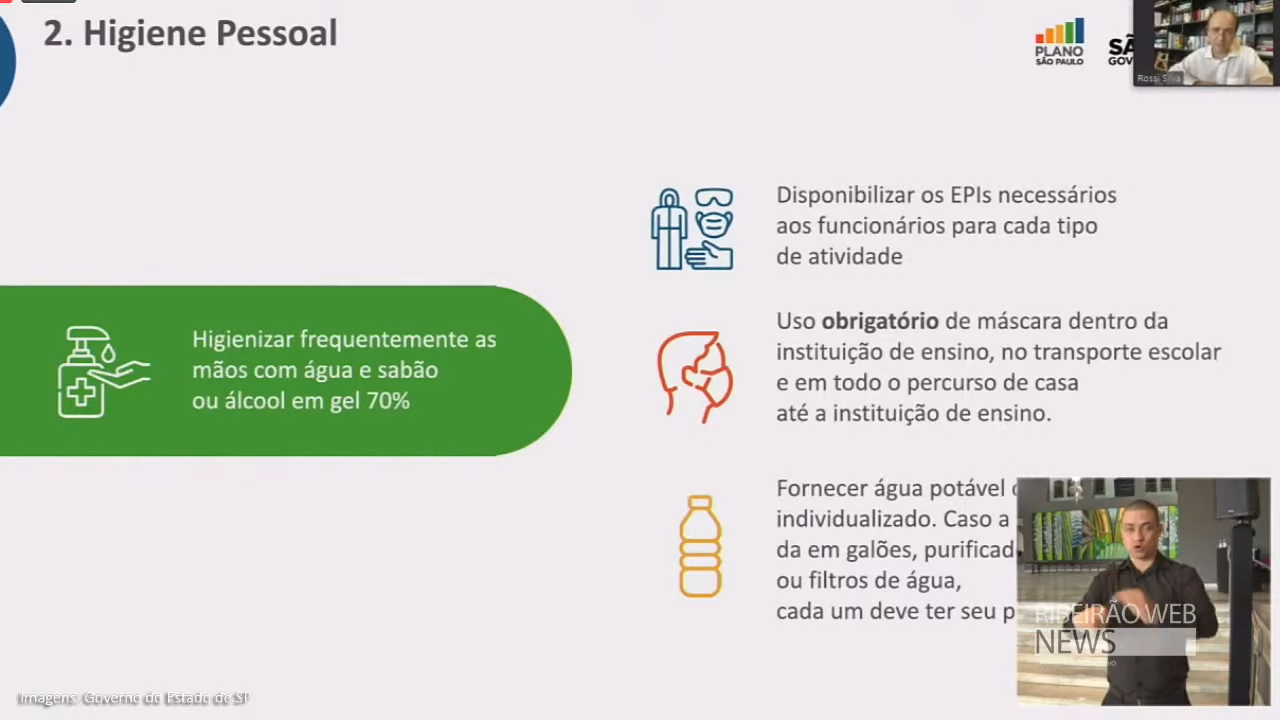 2. Higiene Pessoal
PLANO
SÃO PAULO
Rossi Silva
Higienizar frequentemente as
mãos com água e sabão
ou álcool em gel 70%
Disponibilizar os EPIs necessários
aos funcionários para cada tipo
de atividade
Uso obrigatório de máscara dentro da
instituição de ensino, no transporte escolar
e em todo o percurso de casa
até a instituição de ensino.
Fornecer água potável
individualizado. Caso a
da em galões, purificad
ou filtros de água,
cada um deve ter seu p
RIBEIRÃO WEB
NEWS
Imagens: Governo do Estado de SP